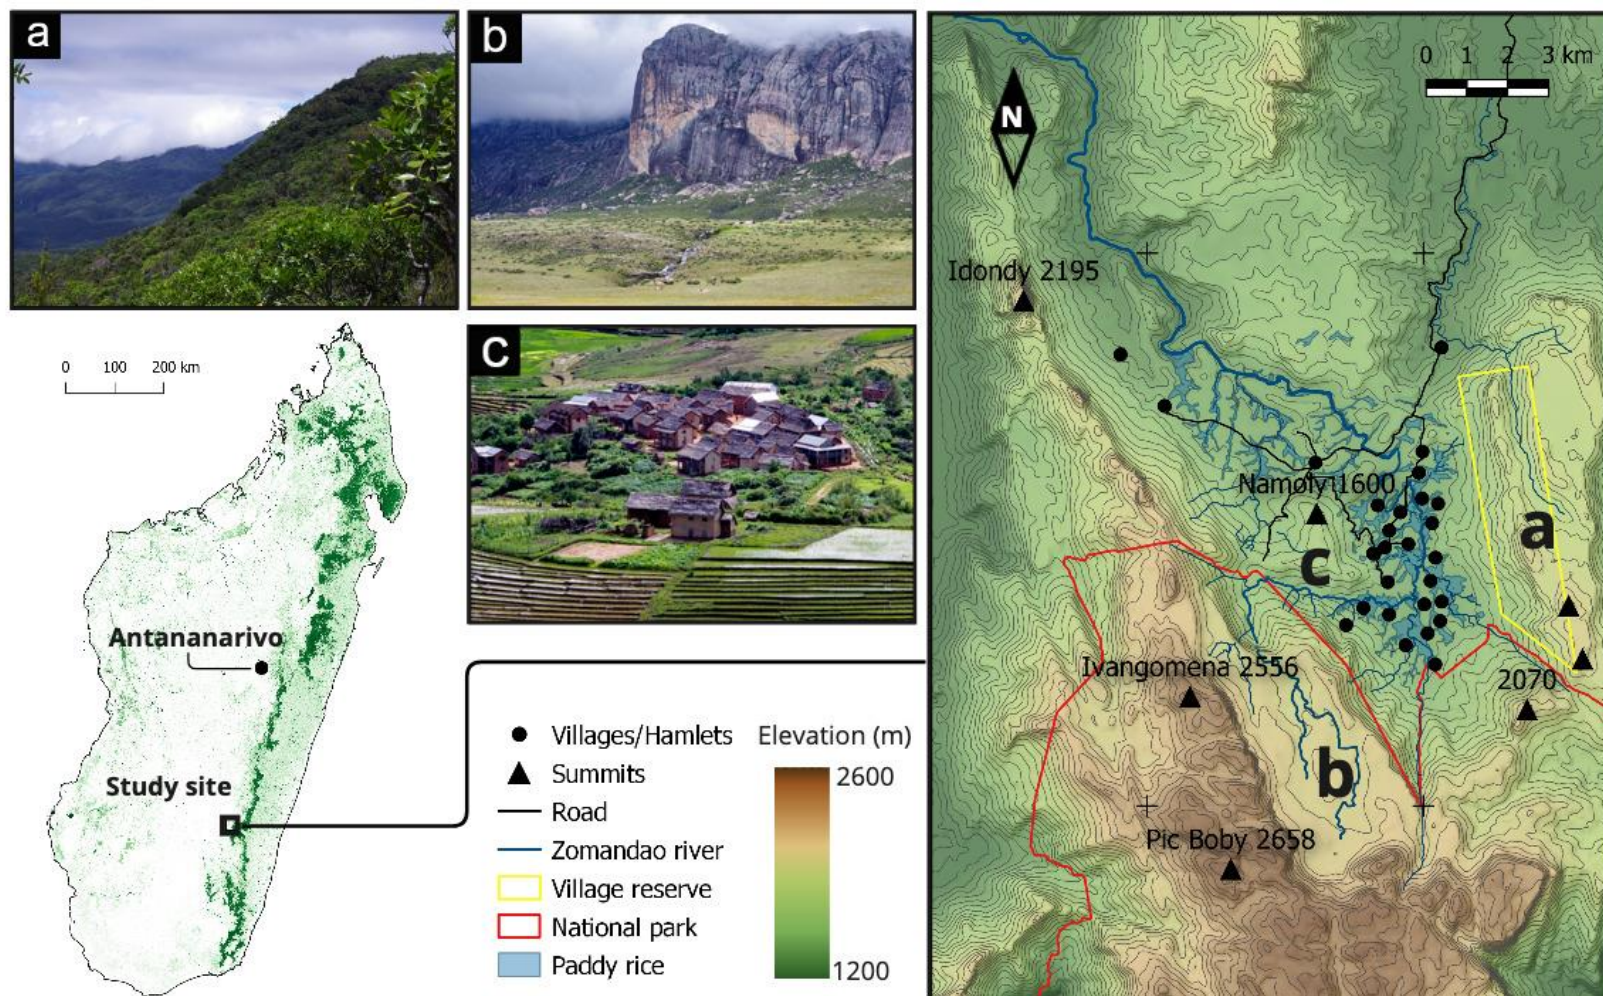 a
b
c
0 100 200 km
Antananarivo
Study site
Villages/Hamlets
Summits
Road
Zomandao river
Village reserve
National park
Paddy rice
Elevation (m)
2600
1200
0 1 2 3 km
N
Idondy 2195
Namoly 1600
a
c
Ivangomena 2556
2070
b
Pic Boby 2658